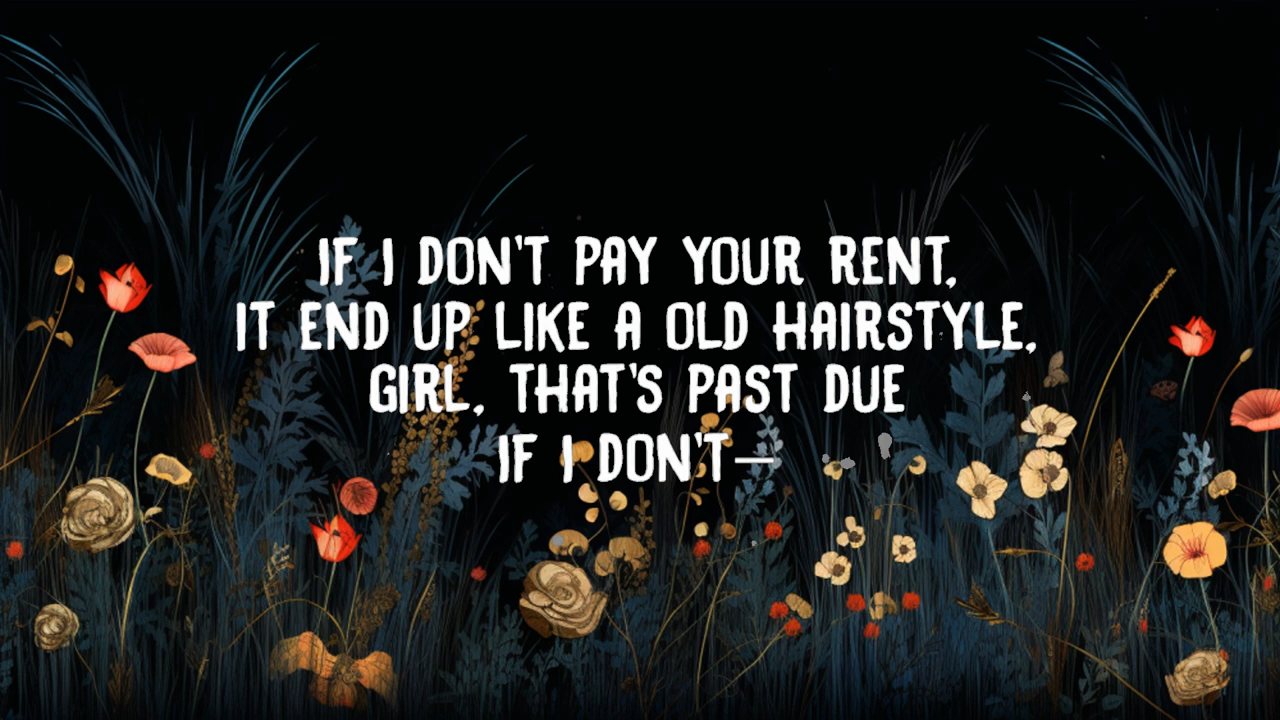 IF I DON'T PAY YOUR RENT,
IT END UP LIKE A OLD HAIRSTYLE,
GIRL, THAT'S PAST DUE
IF I DON'T—